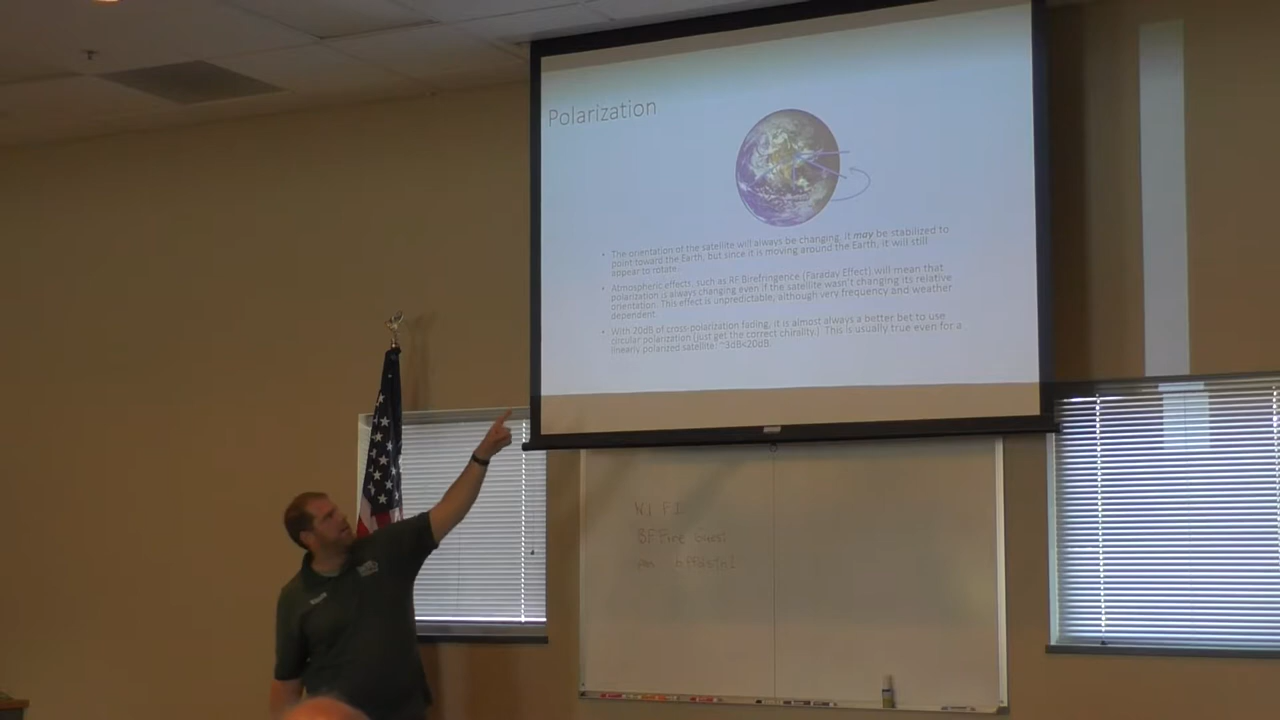 Polarization
• The orientation of the satellite will always be changing. It may be stabilized to
point toward the Earth, but since it is moving around the Earth, it will still
appear to rotate.
• Atmospheric effects, such as RF Birefringence (Faraday Effect) will mean that
polarization is always changing even if the satellite wasn't changing its relative
orientation. This effect is unpredictable, although very frequency and weather
dependent.
• With 20dB of cross-polarization fading, it is almost always a better bet to use
circular polarization (just get the correct chirality.) This is usually true even for a
linearly polarized satellite! ~3dB<20dB.
WI FI
BF Fire Guest